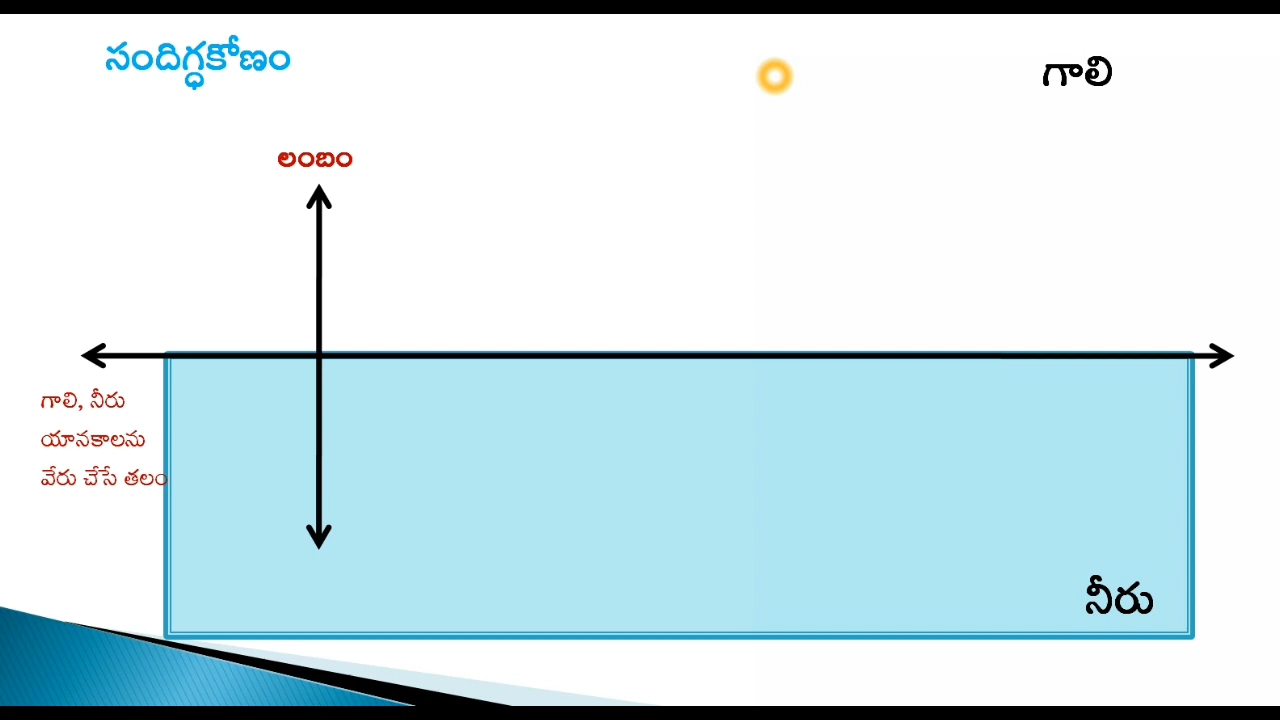 సందిగ్ధకోణం
గాలి
లంబం
గాలి, నీరు
యానకాలను
వేరు చేసే తలం
నీరు